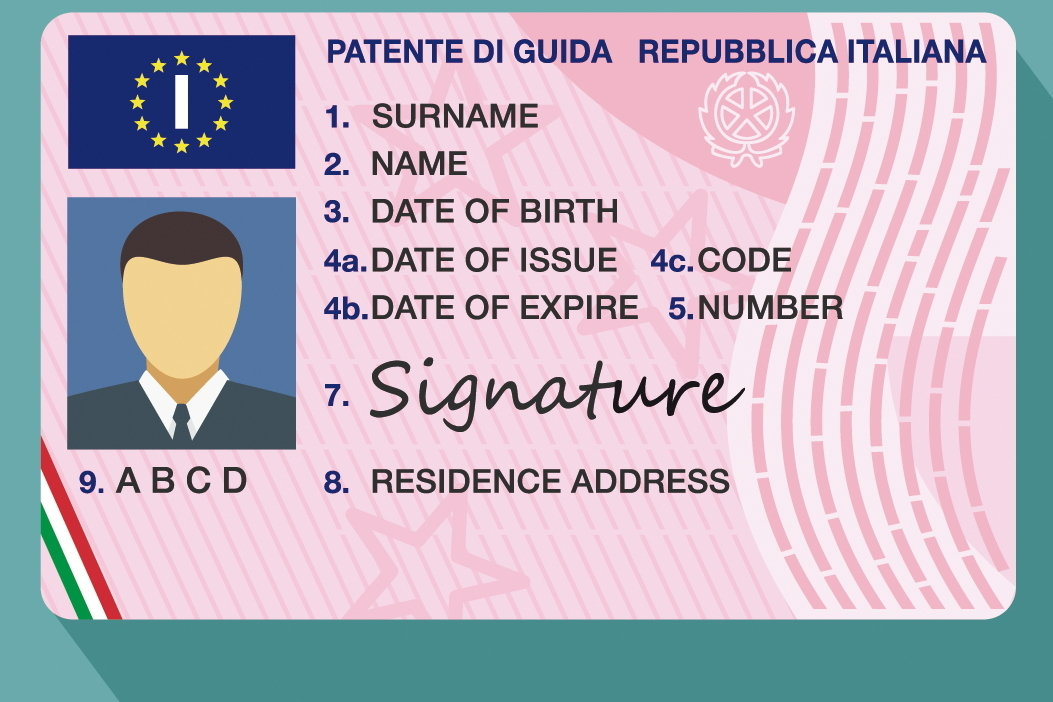 I
PATENTE DI GUIDA REPUBBLICA ITALIANA
1. SURNAME
2. NAME
3. DATE OF BIRTH
4a. DATE OF ISSUE 4c. CODE
4b. DATE OF EXPIRE 5. NUMBER
7. Signature
9. A B C D
8. RESIDENCE ADDRESS